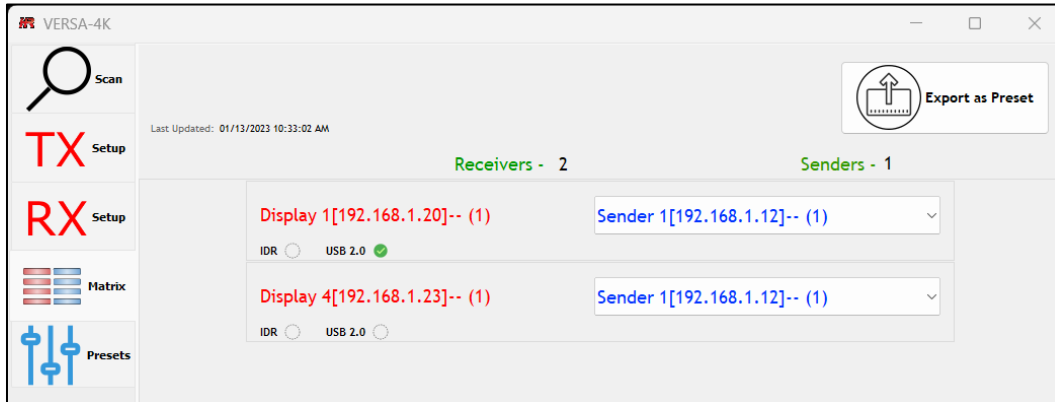 VERSA-4K
Scan
Export as Preset
Last Updated: 01/13/2023 10:33:02 AM
TX Setup
Receivers - 2 Senders - 1
RX Setup
Display 1[192.168.1.20]-- (1) Sender 1[192.168.1.12]-- (1)
IDR USB 2.0
Matrix
Display 4[192.168.1.23]-- (1) Sender 1[192.168.1.12]-- (1)
IDR USB 2.0
Presets